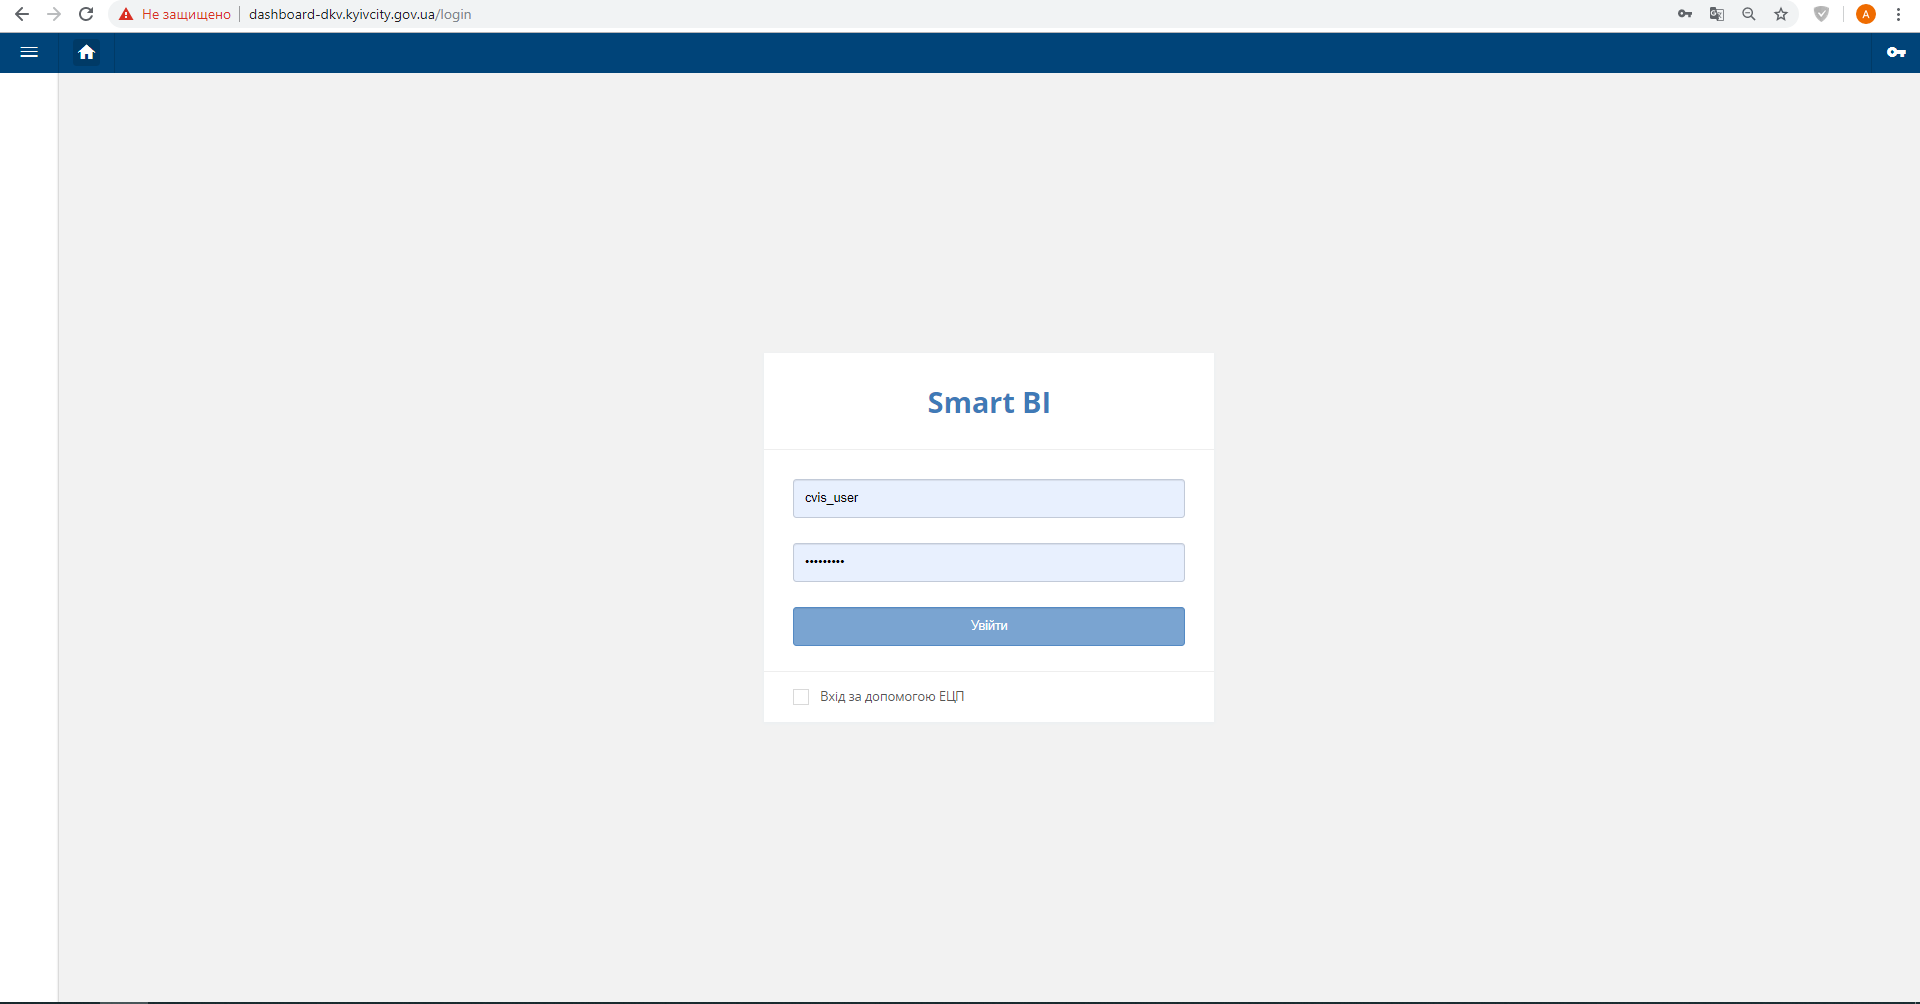 Не защищено dashboard-dkv.kyivcity.gov.ua/login
A
Smart BI
cvis_user
•••••••••
Увійти
Вхід за допомогою ЕЦП